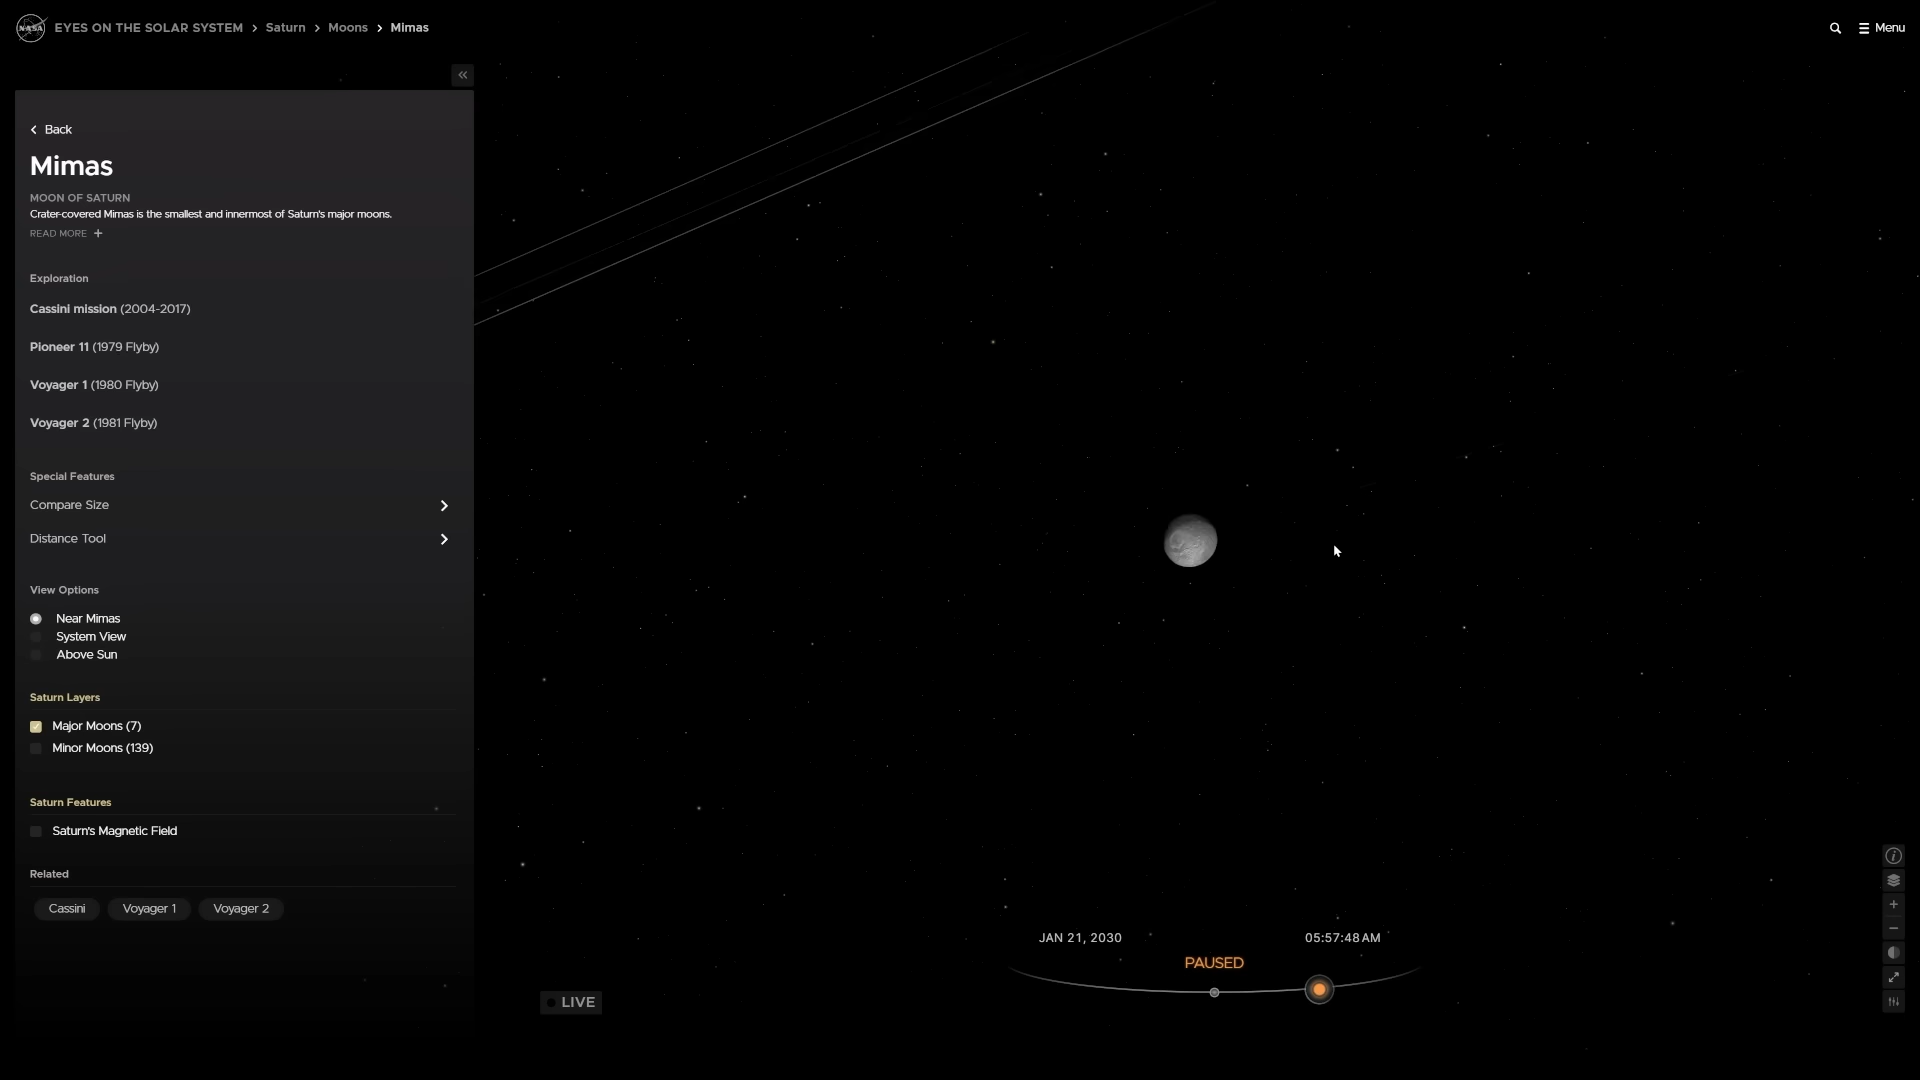 NASA
EYES ON THE SOLAR SYSTEM > Saturn > Moons > Mimas
Menu
Back
Mimas
MOON OF SATURN
Crater-covered Mimas is the smallest and innermost of Saturn's major moons.
READ MORE +
Exploration
Cassini mission (2004-2017)
Pioneer 11 (1979 Flyby)
Voyager 1 (1980 Flyby)
Voyager 2 (1981 Flyby)
Special Features
Compare Size
Distance Tool
View Options
Near Mimas
System View
Above Sun
Saturn Layers
Major Moons (7)
Minor Moons (139)
Saturn Features
Saturn's Magnetic Field
Related
Cassini Voyager 1 Voyager 2
JAN 21, 2030 05:57:48 AM
PAUSED
LIVE